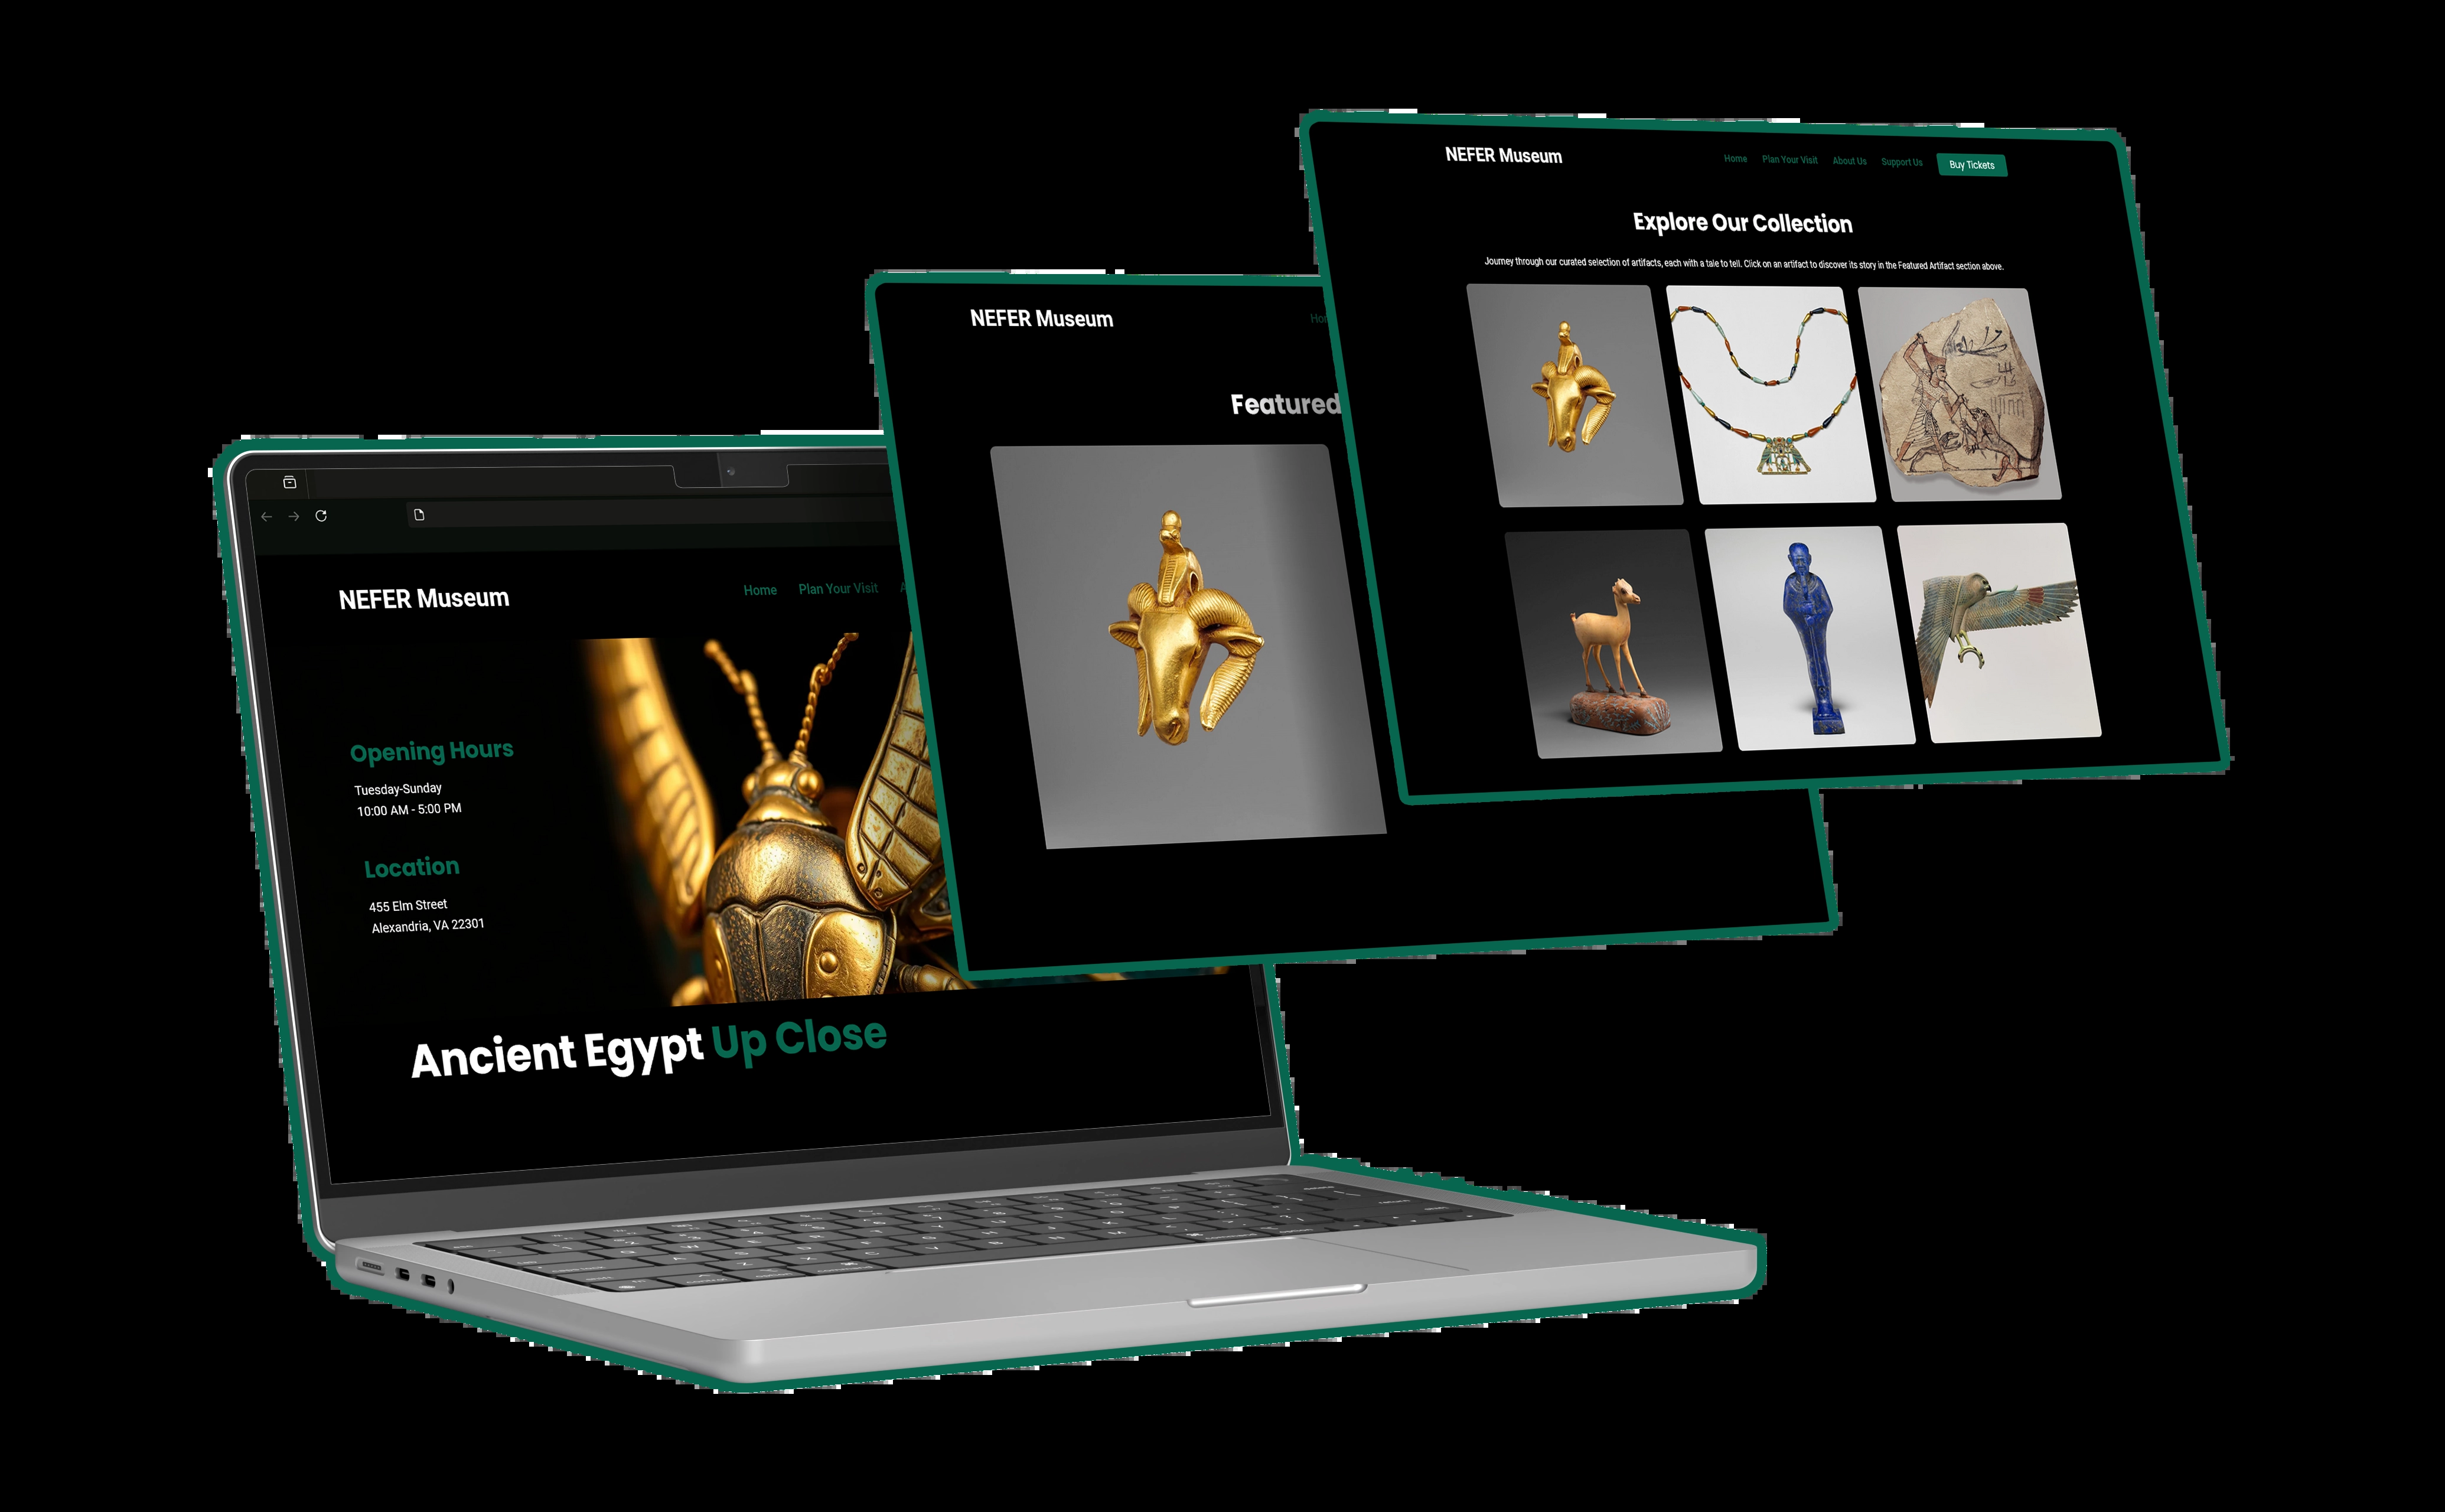 NEFER Museum
Home Plan Your Visit
Opening Hours
Tuesday-Sunday
10:00 AM - 5:00 PM
Location
455 Elm Street
Alexandria, VA 22301
Ancient Egypt Up Close
NEFER Museum
Featured
NEFER Museum
Home Plan Your Visit About Us Support Us Buy Tickets
Explore Our Collection
Journey through our curated selection of artifacts, each with a tale to tell. Click on an artifact to discover its story in the Featured Artifact section above.